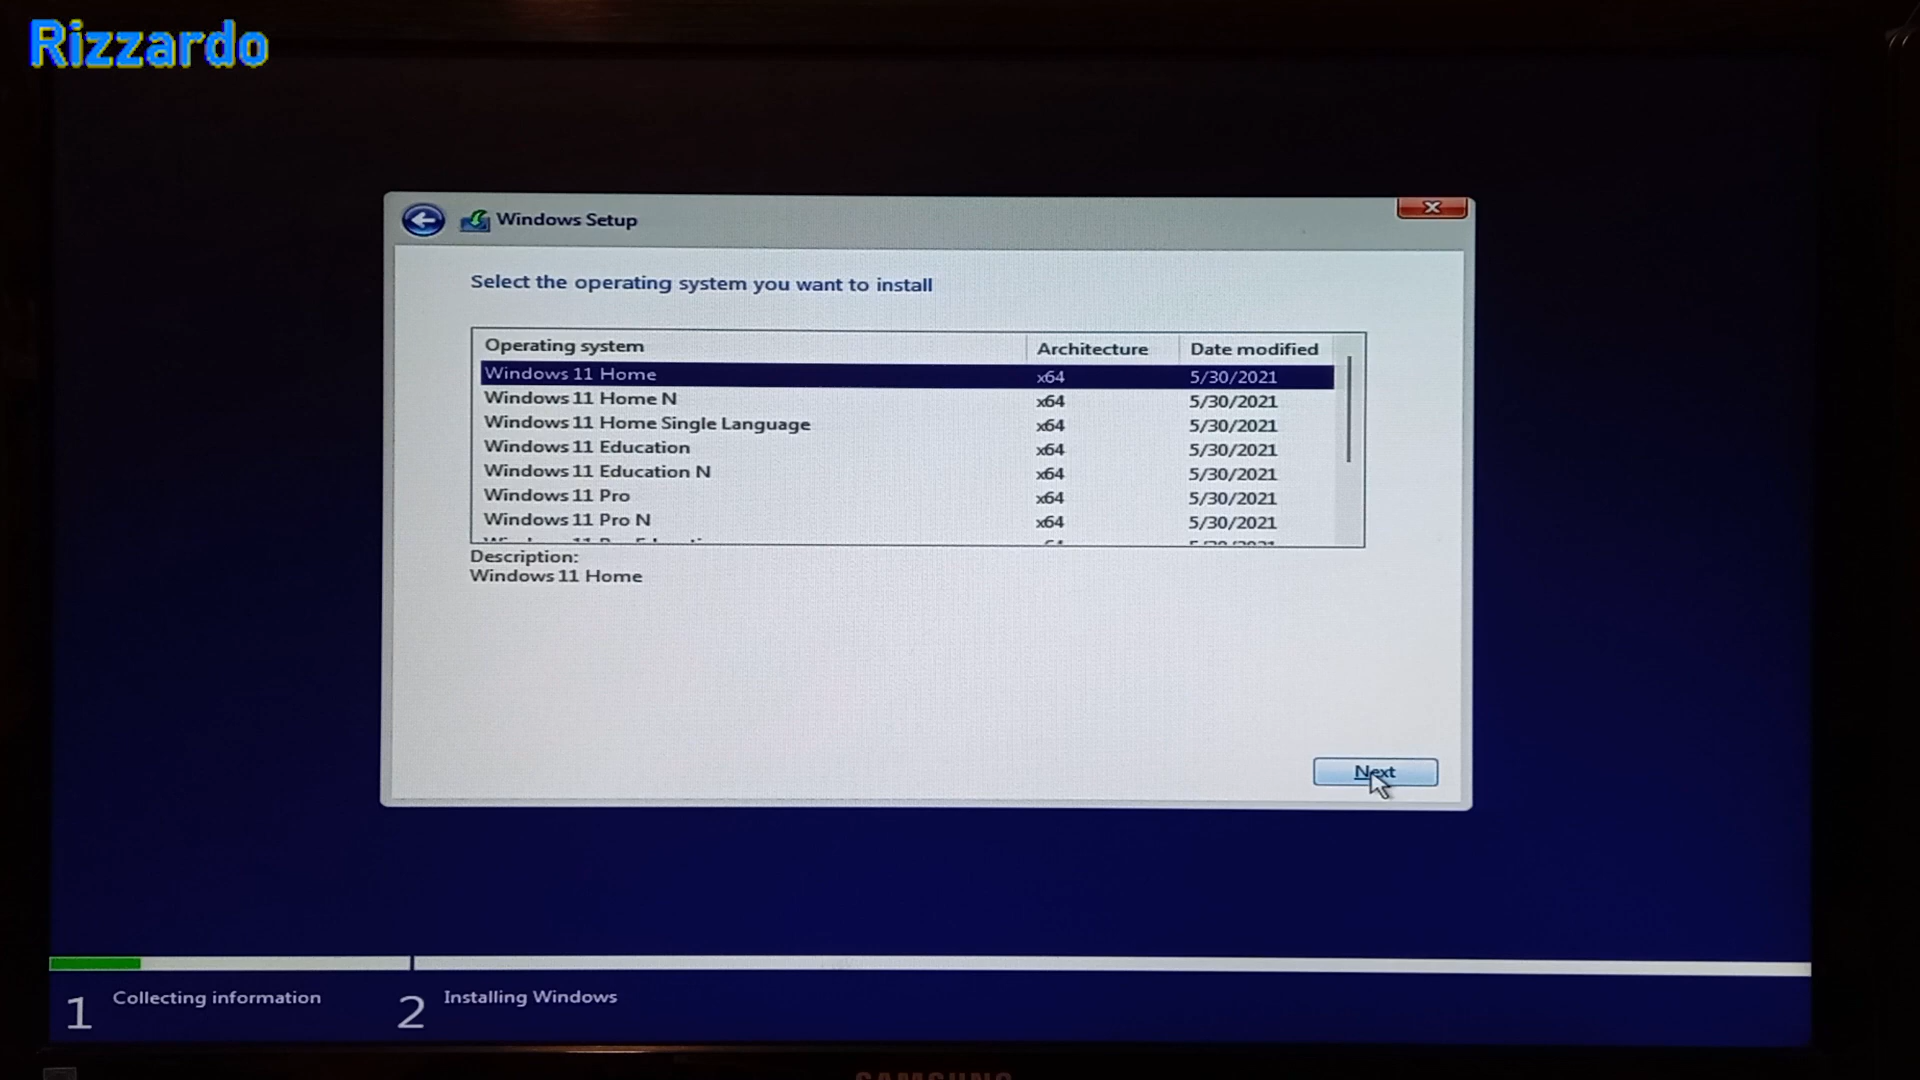 Rizzardo
Windows Setup
Select the operating system you want to install
Operating system Architecture Date modified
Windows 11 Home x64 5/30/2021
Windows 11 Home N x64 5/30/2021
Windows 11 Home Single Language x64 5/30/2021
Windows 11 Education x64 5/30/2021
Windows 11 Education N x64 5/30/2021
Windows 11 Pro x64 5/30/2021
Windows 11 Pro N x64 5/30/2021
Description:
Windows 11 Home
Next
1 Collecting information 2 Installing Windows
SAMSUNG